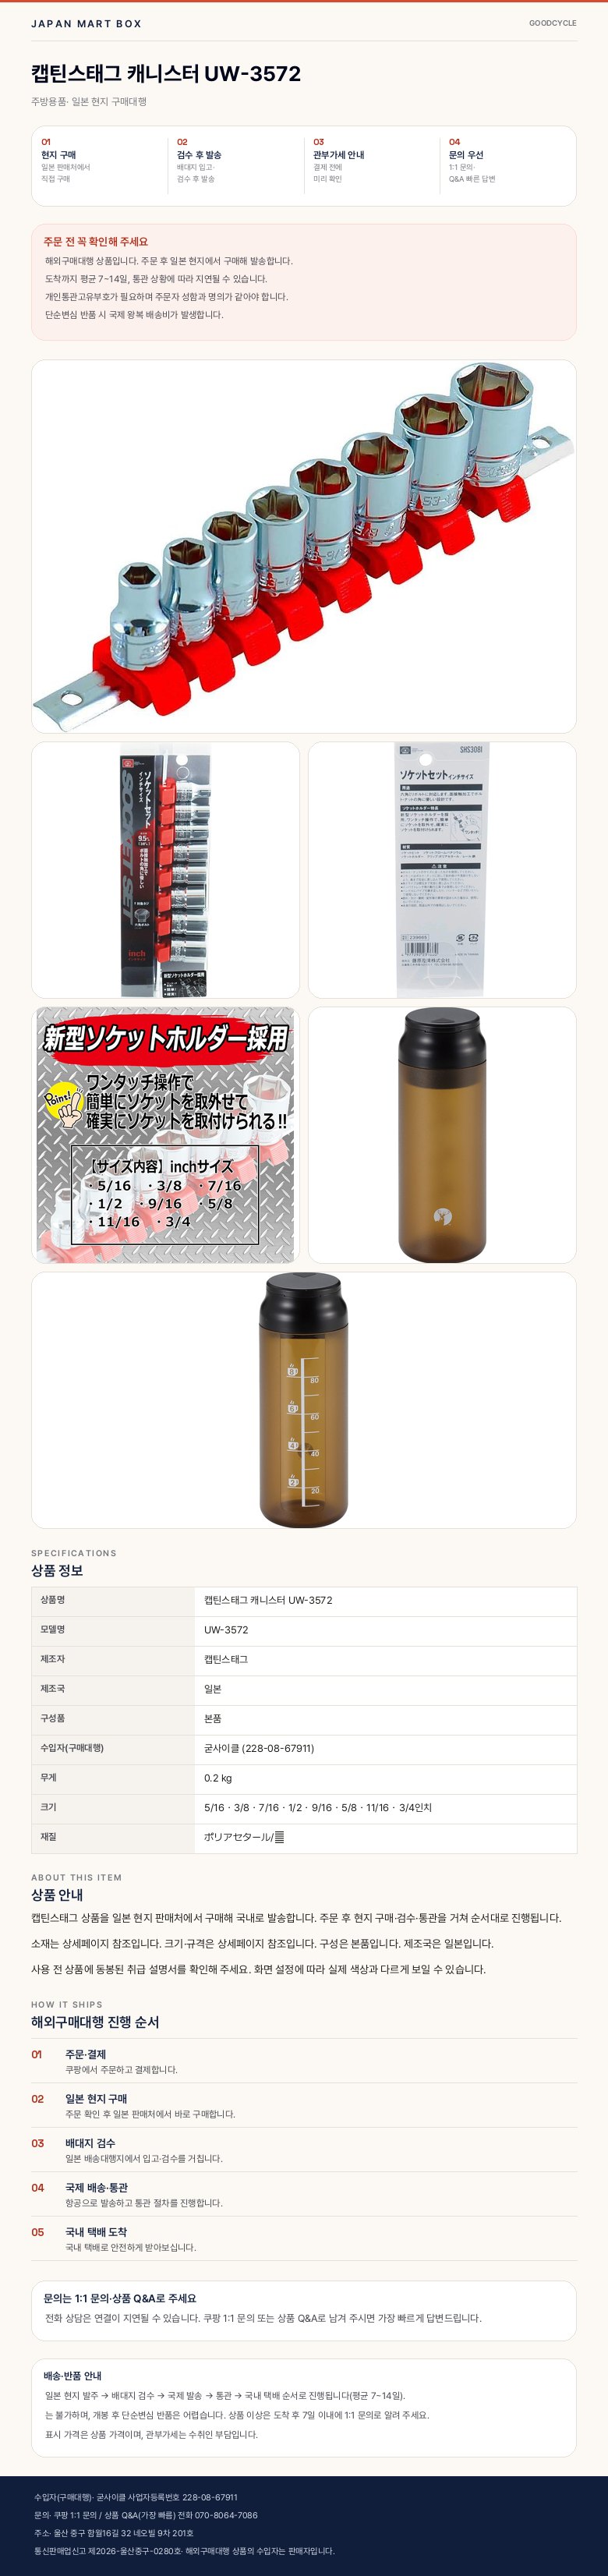 JAPAN MART BOX
GOODCYCLE
캡틴스태그 캐니스터 UW-3572
주방용품· 일본 현지 구매대행
01
현지 구매
일본 판매처에서
직접 구매
02
검수 후 발송
배대지 입고·
검수 후 발송
03
관부가세 안내
결제 전에
미리 확인
04
문의 우선
1:1 문의·
Q&A 빠른 답변
주문 전 꼭 확인해 주세요
해외구매대행 상품입니다. 주문 후 일본 현지에서 구매해 발송합니다.
도착까지 평균 7~14일, 통관 상황에 따라 지연될 수 있습니다.
개인통관고유부호가 필요하며 주문자 성함과 명의가 같아야 합니다.
단순변심 반품 시 국제 왕복 배송비가 발생합니다.
ソケットセット
インチサイズ
SOCKET SET
inch
新型ソケットホルダー採用
SHS308I
ソケットセット インチサイズ
新型ソケットホルダー採用
Point!
ワンタッチ操作で
簡単にソケットを取外せて
確実にソケットを取付けられる!!
【サイズ内容】inchサイズ
・5/16 ・3/8 ・7/16
・1/2 ・9/16 ・5/8
・11/16 ・3/4
8
80
6
60
4
40
2
20
SPECIFICATIONS
상품 정보
상품명 캡틴스태그 캐니스터 UW-3572
모델명 UW-3572
제조자 캡틴스태그
제조국 일본
구성품 본품
수입자(구매대행) 굳사이클 (228-08-67911)
무게 0.2 kg
크기 5/16 · 3/8 · 7/16 · 1/2 · 9/16 · 5/8 · 11/16 · 3/4인치
재질 ポリアセタール/
ABOUT THIS ITEM
상품 안내
캡틴스태그 상품을 일본 현지 판매처에서 구매해 국내로 발송합니다. 주문 후 현지 구매·검수·통관을 거쳐 순서대로 진행됩니다.
소재는 상세페이지 참조입니다. 크기·규격은 상세페이지 참조입니다. 구성은 본품입니다. 제조국은 일본입니다.
사용 전 상품에 동봉된 취급 설명서를 확인해 주세요. 화면 설정에 따라 실제 색상과 다르게 보일 수 있습니다.
HOW IT SHIPS
해외구매대행 진행 순서
01 주문·결제
쿠팡에서 주문하고 결제합니다.
02 일본 현지 구매
주문 확인 후 일본 판매처에서 바로 구매합니다.
03 배대지 검수
일본 배송대행지에서 입고·검수를 거칩니다.
04 국제 배송·통관
항공으로 발송하고 통관 절차를 진행합니다.
05 국내 택배 도착
국내 택배로 안전하게 받아보십니다.
문의는 1:1 문의·상품 Q&A로 주세요
전화 상담은 연결이 지연될 수 있습니다. 쿠팡 1:1 문의 또는 상품 Q&A로 남겨 주시면 가장 빠르게 답변드립니다.
배송·반품 안내
일본 현지 발주 → 배대지 검수 → 국제 발송 → 통관 → 국내 택배 순서로 진행됩니다(평균 7~14일).
는 불가하며, 개봉 후 단순변심 반품은 어렵습니다. 상품 이상은 도착 후 7일 이내에 1:1 문의로 알려 주세요.
표시 가격은 상품 가격이며, 관부가세는 수취인 부담입니다.
수입자(구매대행)· 굳사이클 사업자등록번호 228-08-67911
문의· 쿠팡 1:1 문의 / 상품 Q&A(가장 빠름) 전화 070-8064-7086
주소· 울산 중구 함월16길 32 네오빌 9차 201호
통신판매업신고 제2026-울산중구-0280호· 해외구매대행 상품의 수입자는 판매자입니다.